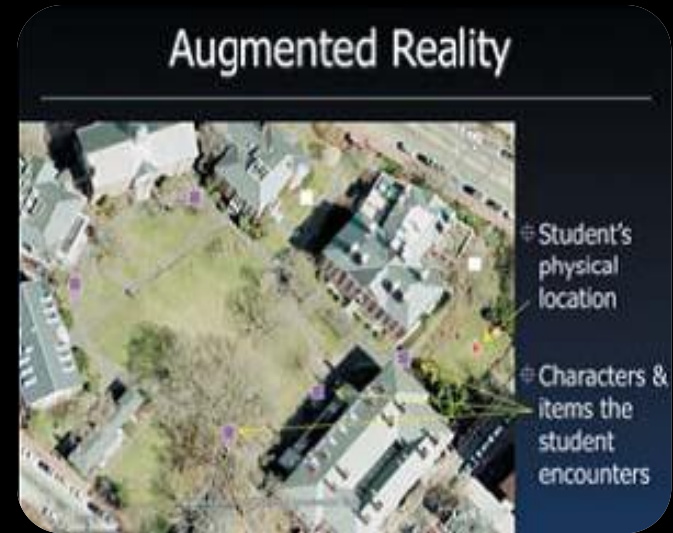 Augmented Reality
Student's
physical
location
Characters &
items the
student
encounters